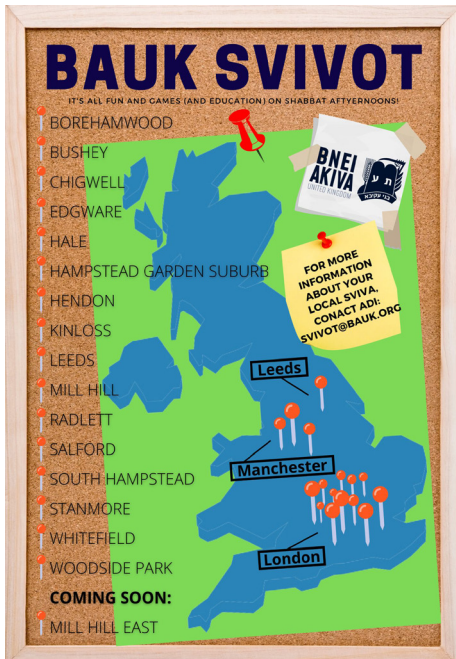 BAUK SVIVOT
IT'S ALL FUN AND GAMES (AND EDUCATION) ON SHABBAT AFTYERNOONS!
BOREHAMWOOD
BUSHEY
CHIGWELL
EDGWARE
HALE
HAMPSTEAD GARDEN SUBURB
HENDON
KINLOSS
LEEDS
MILL HILL
RADLETT
SALFORD
SOUTH HAMPSTEAD
STANMORE
WHITEFIELD
WOODSIDE PARK
COMING SOON:
MILL HILL EAST
BNEI
AKIVA
UNITED KINGDOM
ת ע
בני עקיבא
FOR MORE
INFORMATION
ABOUT YOUR
LOCAL SVIVA,
CONACT ADI:
SVIVOT@BAUK.ORG
Leeds
Manchester
London